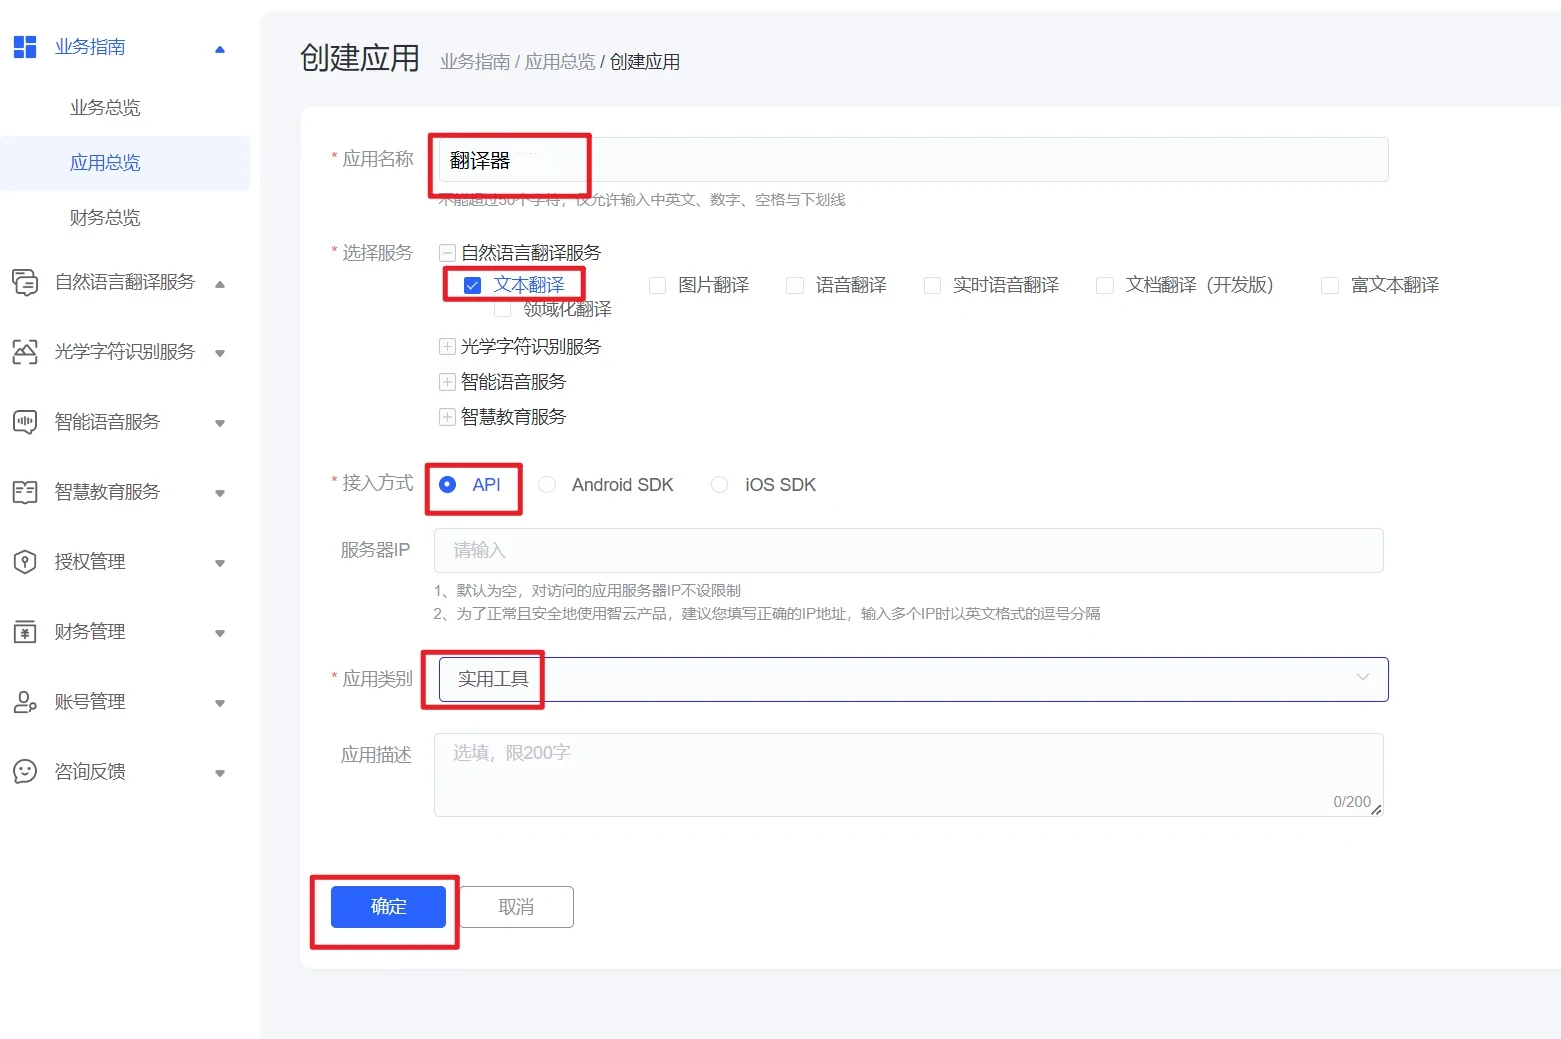 业务指南
业务总览
应用总览
财务总览
自然语言翻译服务
光学字符识别服务
智能语音服务
智慧教育服务
授权管理
财务管理
账号管理
咨询反馈
创建应用 业务指南 / 应用总览 / 创建应用
* 应用名称 翻译器
不能超过50个字符，仅允许输入中英文、数字、空格与下划线
* 选择服务 自然语言翻译服务
文本翻译 图片翻译 语音翻译 实时语音翻译 文档翻译（开发版） 富文本翻译
领域化翻译
光学字符识别服务
智能语音服务
智慧教育服务
* 接入方式 API Android SDK iOS SDK
服务器IP 请输入
1、默认为空，对访问的应用服务器IP不设限制
2、为了正常且安全地使用智云产品，建议您填写正确的IP地址，输入多个IP时以英文格式的逗号分隔
* 应用类别 实用工具
应用描述 选填，限200字
0/200
确定 取消